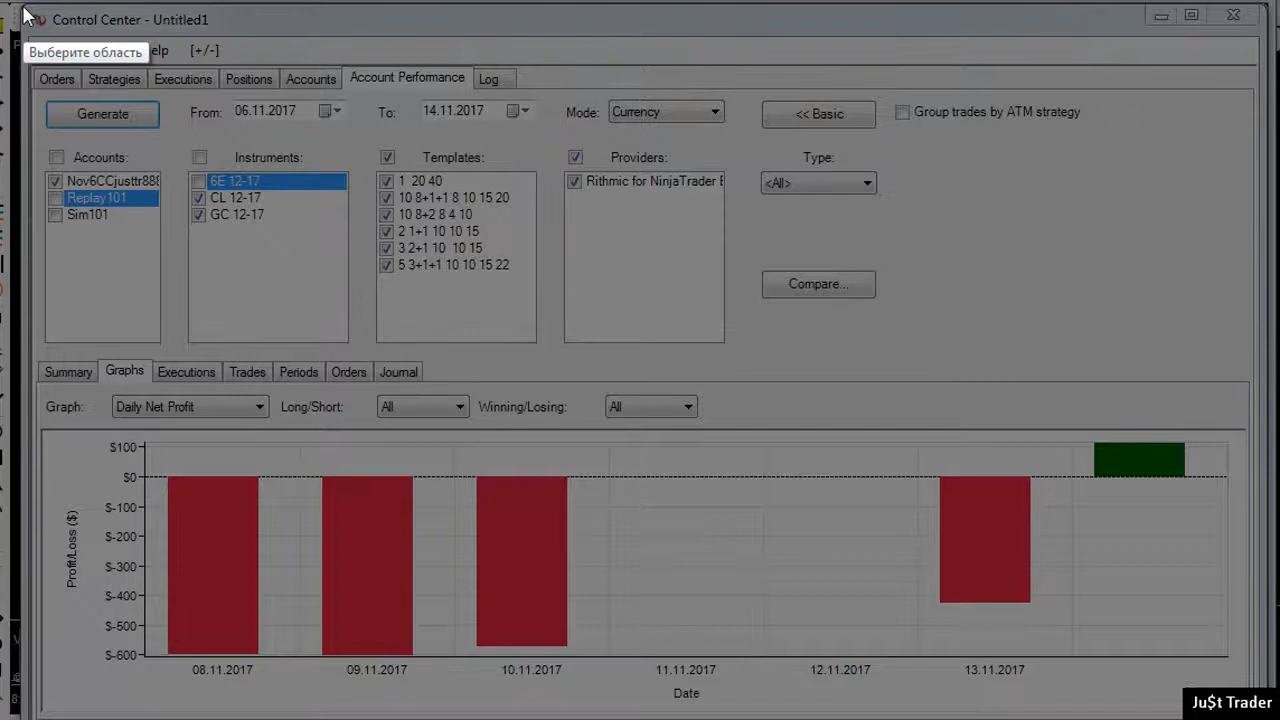 Control Center - Untitled1
Выберите область
elp [+/-]
Orders Strategies Executions Positions Accounts Account Performance Log
Generate From: 06.11.2017 To: 14.11.2017 Mode: Currency << Basic Group trades by ATM strategy
Accounts: Instruments: Templates: Providers: Type:
Nov6CCjusttr888 6E 12-17 1 20 40 Rithmic for NinjaTrader <All>
Replay101 CL 12-17 10 8+1+1 8 10 15 20
Sim101 GC 12-17 10 8+2 8 4 10
2 1+1 10 10 15
3 2+1 10 10 15
5 3+1+1 10 10 15 22
Compare...
Summary Graphs Executions Trades Periods Orders Journal
Graph: Daily Net Profit Long/Short: All Winning/Losing: All
$100
$0
$-100
$-200
$-300
$-400
$-500
$-600
Profit/Loss ($)
08.11.2017 09.11.2017 10.11.2017 11.11.2017 12.11.2017 13.11.2017
Date
Ju$t Trader